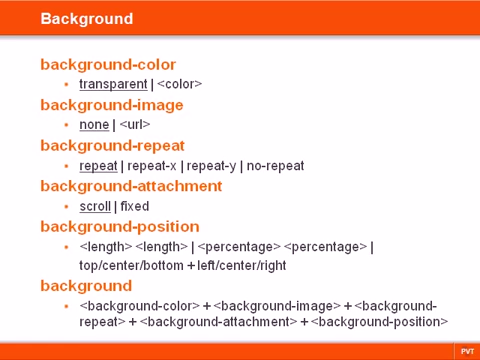 Background
background-color
• transparent | <color>
background-image
• none | <url>
background-repeat
• repeat | repeat-x | repeat-y | no-repeat
background-attachment
• scroll | fixed
background-position
• <length> <length> | <percentage> <percentage> |
top/center/bottom + left/center/right
background
• <background-color> + <background-image> + <background-
repeat> + <background-attachment> + <background-position>
PVT